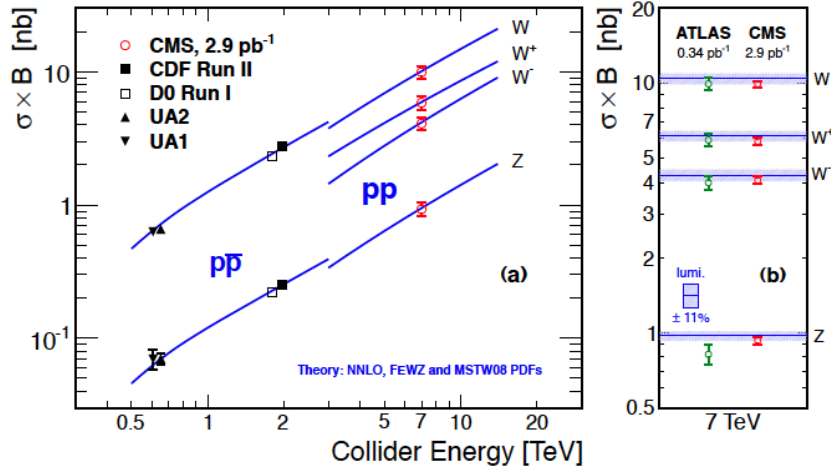 σ × B [nb]
10
1
10⁻¹
CMS, 2.9 pb⁻¹
CDF Run II
D0 Run I
UA2
UA1
W
W⁺
W⁻
Z
pp
pp̅
(a)
Theory: NNLO, FEWZ and MSTW08 PDFs
0.5 1 2 5 7 10 20
Collider Energy [TeV]
σ × B [nb]
20
10
7
6
5
4
3
2
1
0.5
ATLAS CMS
0.34 pb⁻¹ 2.9 pb⁻¹
W
W⁺
W⁻
lumi.
± 11%
(b)
Z
7 TeV